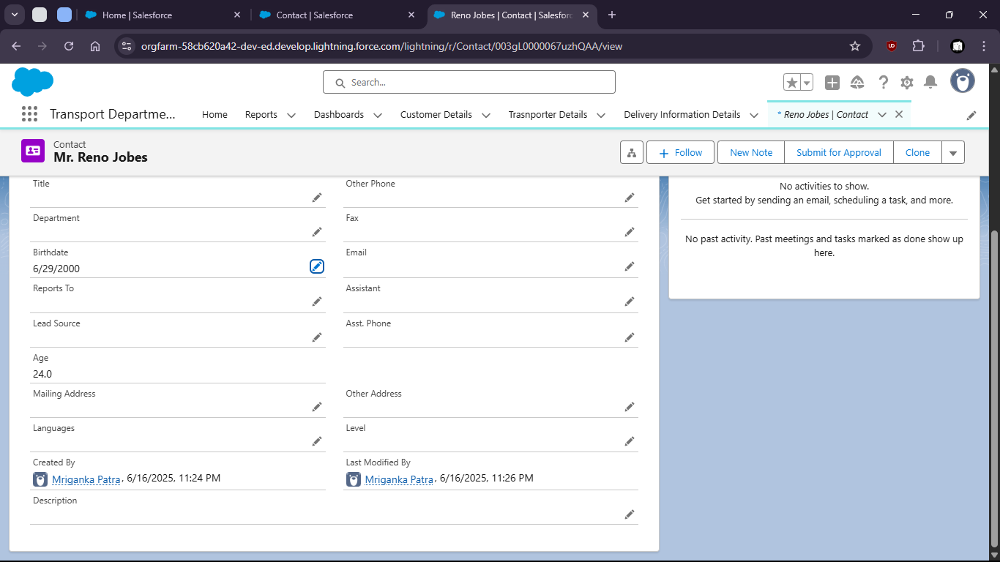 Home | Salesforce
Contact | Salesforce
Reno Jobes | Contact | Salesforc
orgfarm-58cb620a42-dev-ed.develop.lightning.force.com/lightning/r/Contact/003gL0000067uzhQAA/view
UD
Search...
Transport Departme...
Home
Reports
Dashboards
Customer Details
Trasnporter Details
Delivery Information Details
* Reno Jobes | Contact
Contact
Mr. Reno Jobes
Follow
New Note
Submit for Approval
Clone
Title
Other Phone
Department
Fax
Birthdate
6/29/2000
Email
Reports To
Assistant
Lead Source
Asst. Phone
Age
24.0
Mailing Address
Other Address
Languages
Level
Created By
Mriganka Patra, 6/16/2025, 11:24 PM
Last Modified By
Mriganka Patra, 6/16/2025, 11:26 PM
Description
No activities to show.
Get started by sending an email, scheduling a task, and more.
No past activity. Past meetings and tasks marked as done show up
here.